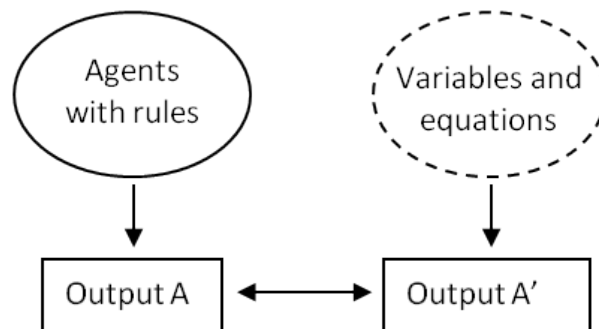 Agents
with rules
Variables and
equations
Output A
Output A′